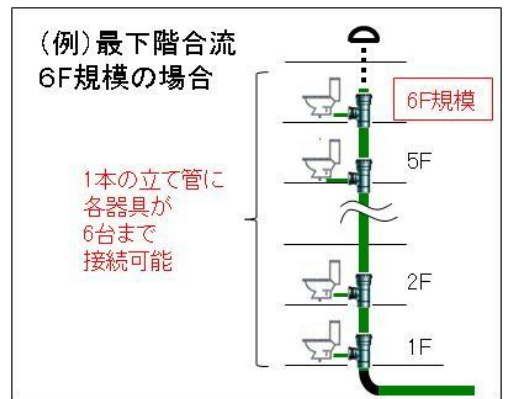 (例)最下階合流
6F規模の場合
6F規模
5F
1本の立て管に
各器具が
6台まで
接続可能
2F
1F